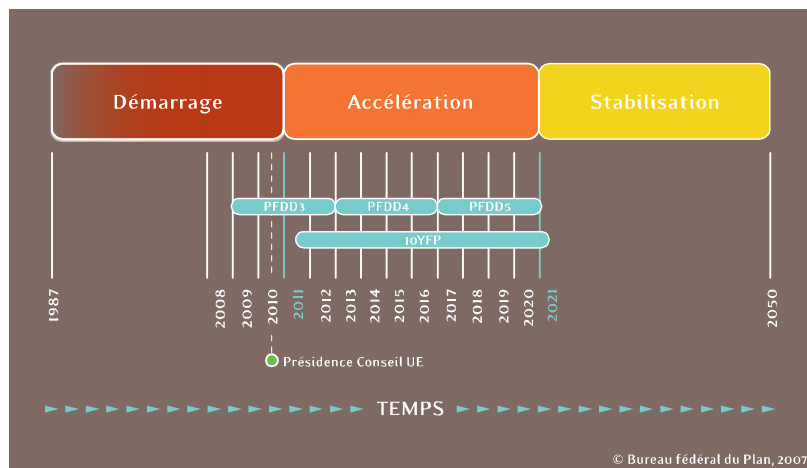 Démarrage
Accélération
Stabilisation
PFDD3
PFDD4
PFDD5
10YFP
1987
2008
2009
2010
2011
2012
2013
2014
2015
2016
2017
2018
2019
2020
2021
2050
Présidence Conseil UE
TEMPS
© Bureau fédéral du Plan, 2007